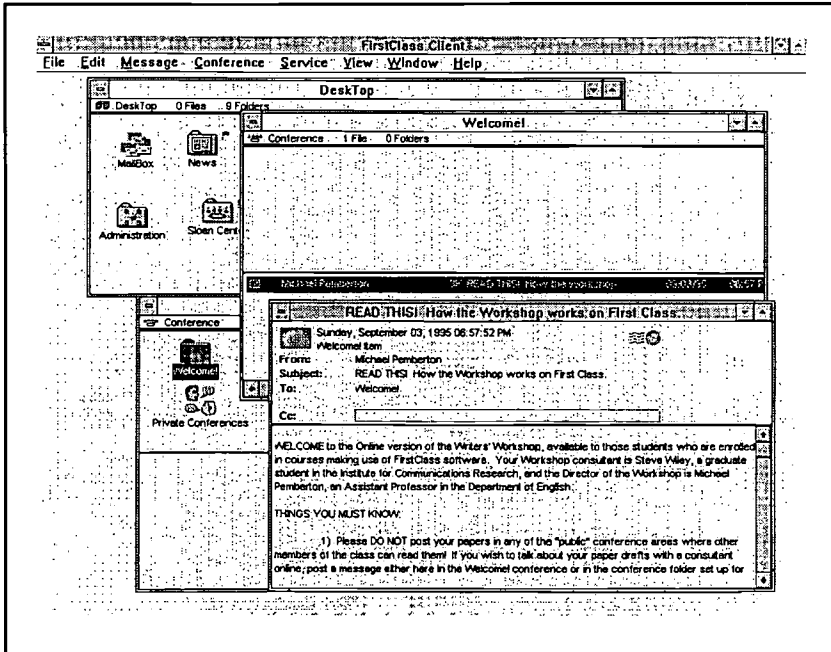 FirstClass Client
File Edit Message Conference Service View Window Help
DeskTop
DeskTop 0 Files 9 Folders
MailBox News
Administration Sloan Cent
Welcome!
Conference 1 File 0 Folders
Michael Pemberton READ THIS! How the Workshop
Conference
Welcome!
Private Conferences
READ THIS! How the Workshop works on First Class
Sunday, September 03, 1995 06:57:52 PM
Welcome! Item
From: Michael Pemberton
Subject: READ THIS! How the Workshop works on First Class.
To: Welcome!
Cc:
WELCOME to the Online version of the Writers' Workshop, available to those students who are enrolled
in courses making use of FirstClass software. Your Workshop consultant is Steve Wiley, a graduate
student in the Institute for Communications Research, and the Director of the Workshop is Michael
Pemberton, an Assistant Professor in the Department of English.
THINGS YOU MUST KNOW:
1) Please DO NOT post your papers in any of the "public" conference areas where other
members of the class can read them! If you wish to talk about your paper drafts with a consultant
online, post a message either here in the Welcome! conference or in the conference folder set up for